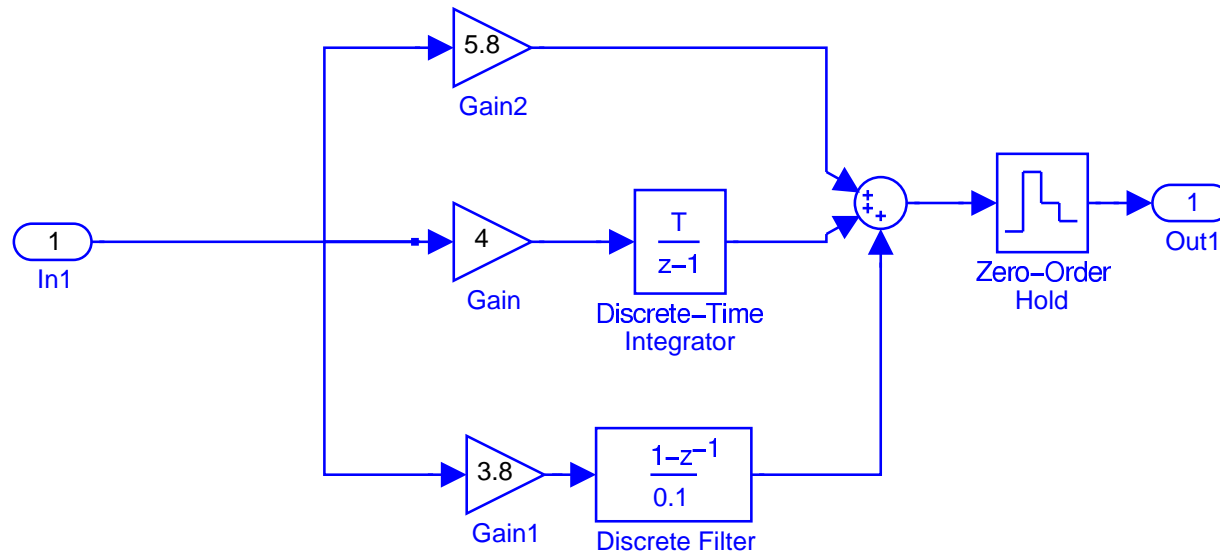 5.8
Gain2
1
In1
4
Gain
T
z−1
Discrete−Time
Integrator
+
+
+
Zero−Order
Hold
1
Out1
3.8
Gain1
1−z−1
0.1
Discrete Filter